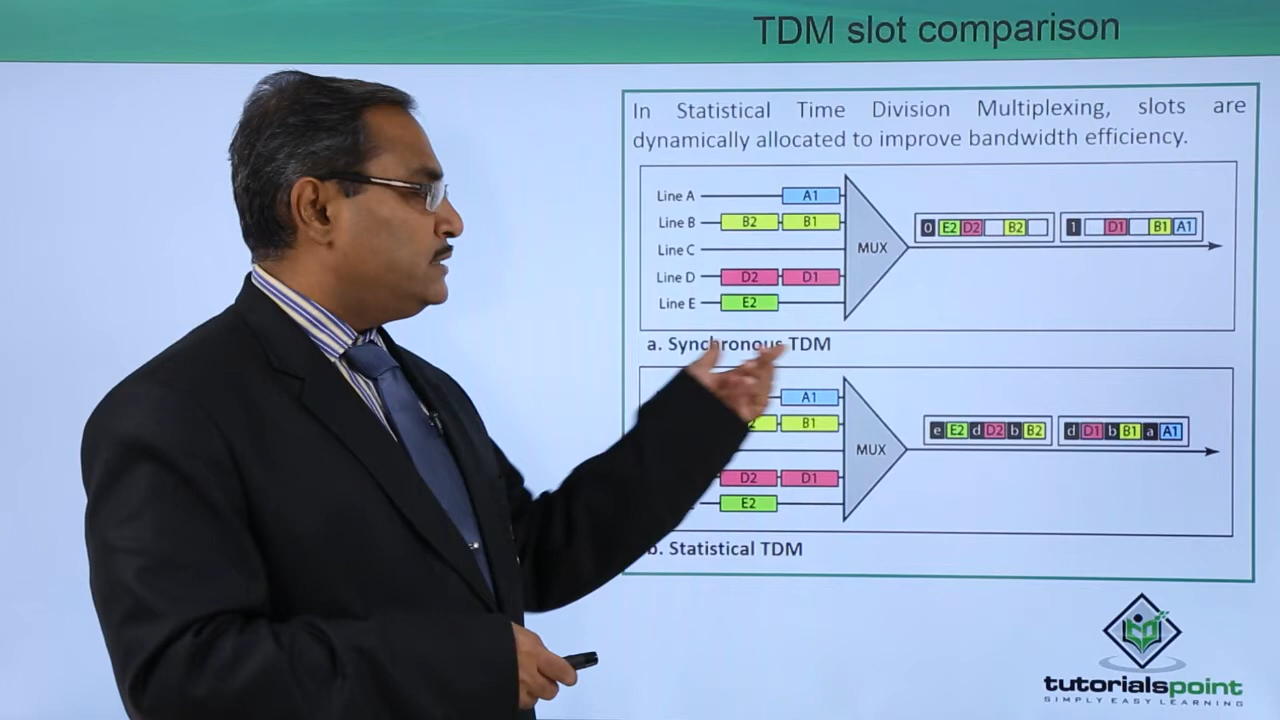 TDM slot comparison
In Statistical Time Division Multiplexing, slots are
dynamically allocated to improve bandwidth efficiency.
Line A A1
Line B B2 B1
Line C
Line D D2 D1
Line E E2
MUX
0 E2 D2 B2 1 D1 B1 A1
a. Synchronous TDM
A1
2 B1
D2 D1
E2
MUX
e E2 d D2 b B2 d D1 b B1 a A1
b. Statistical TDM
tutorialspoint
SIMPLY EASY LEARNING